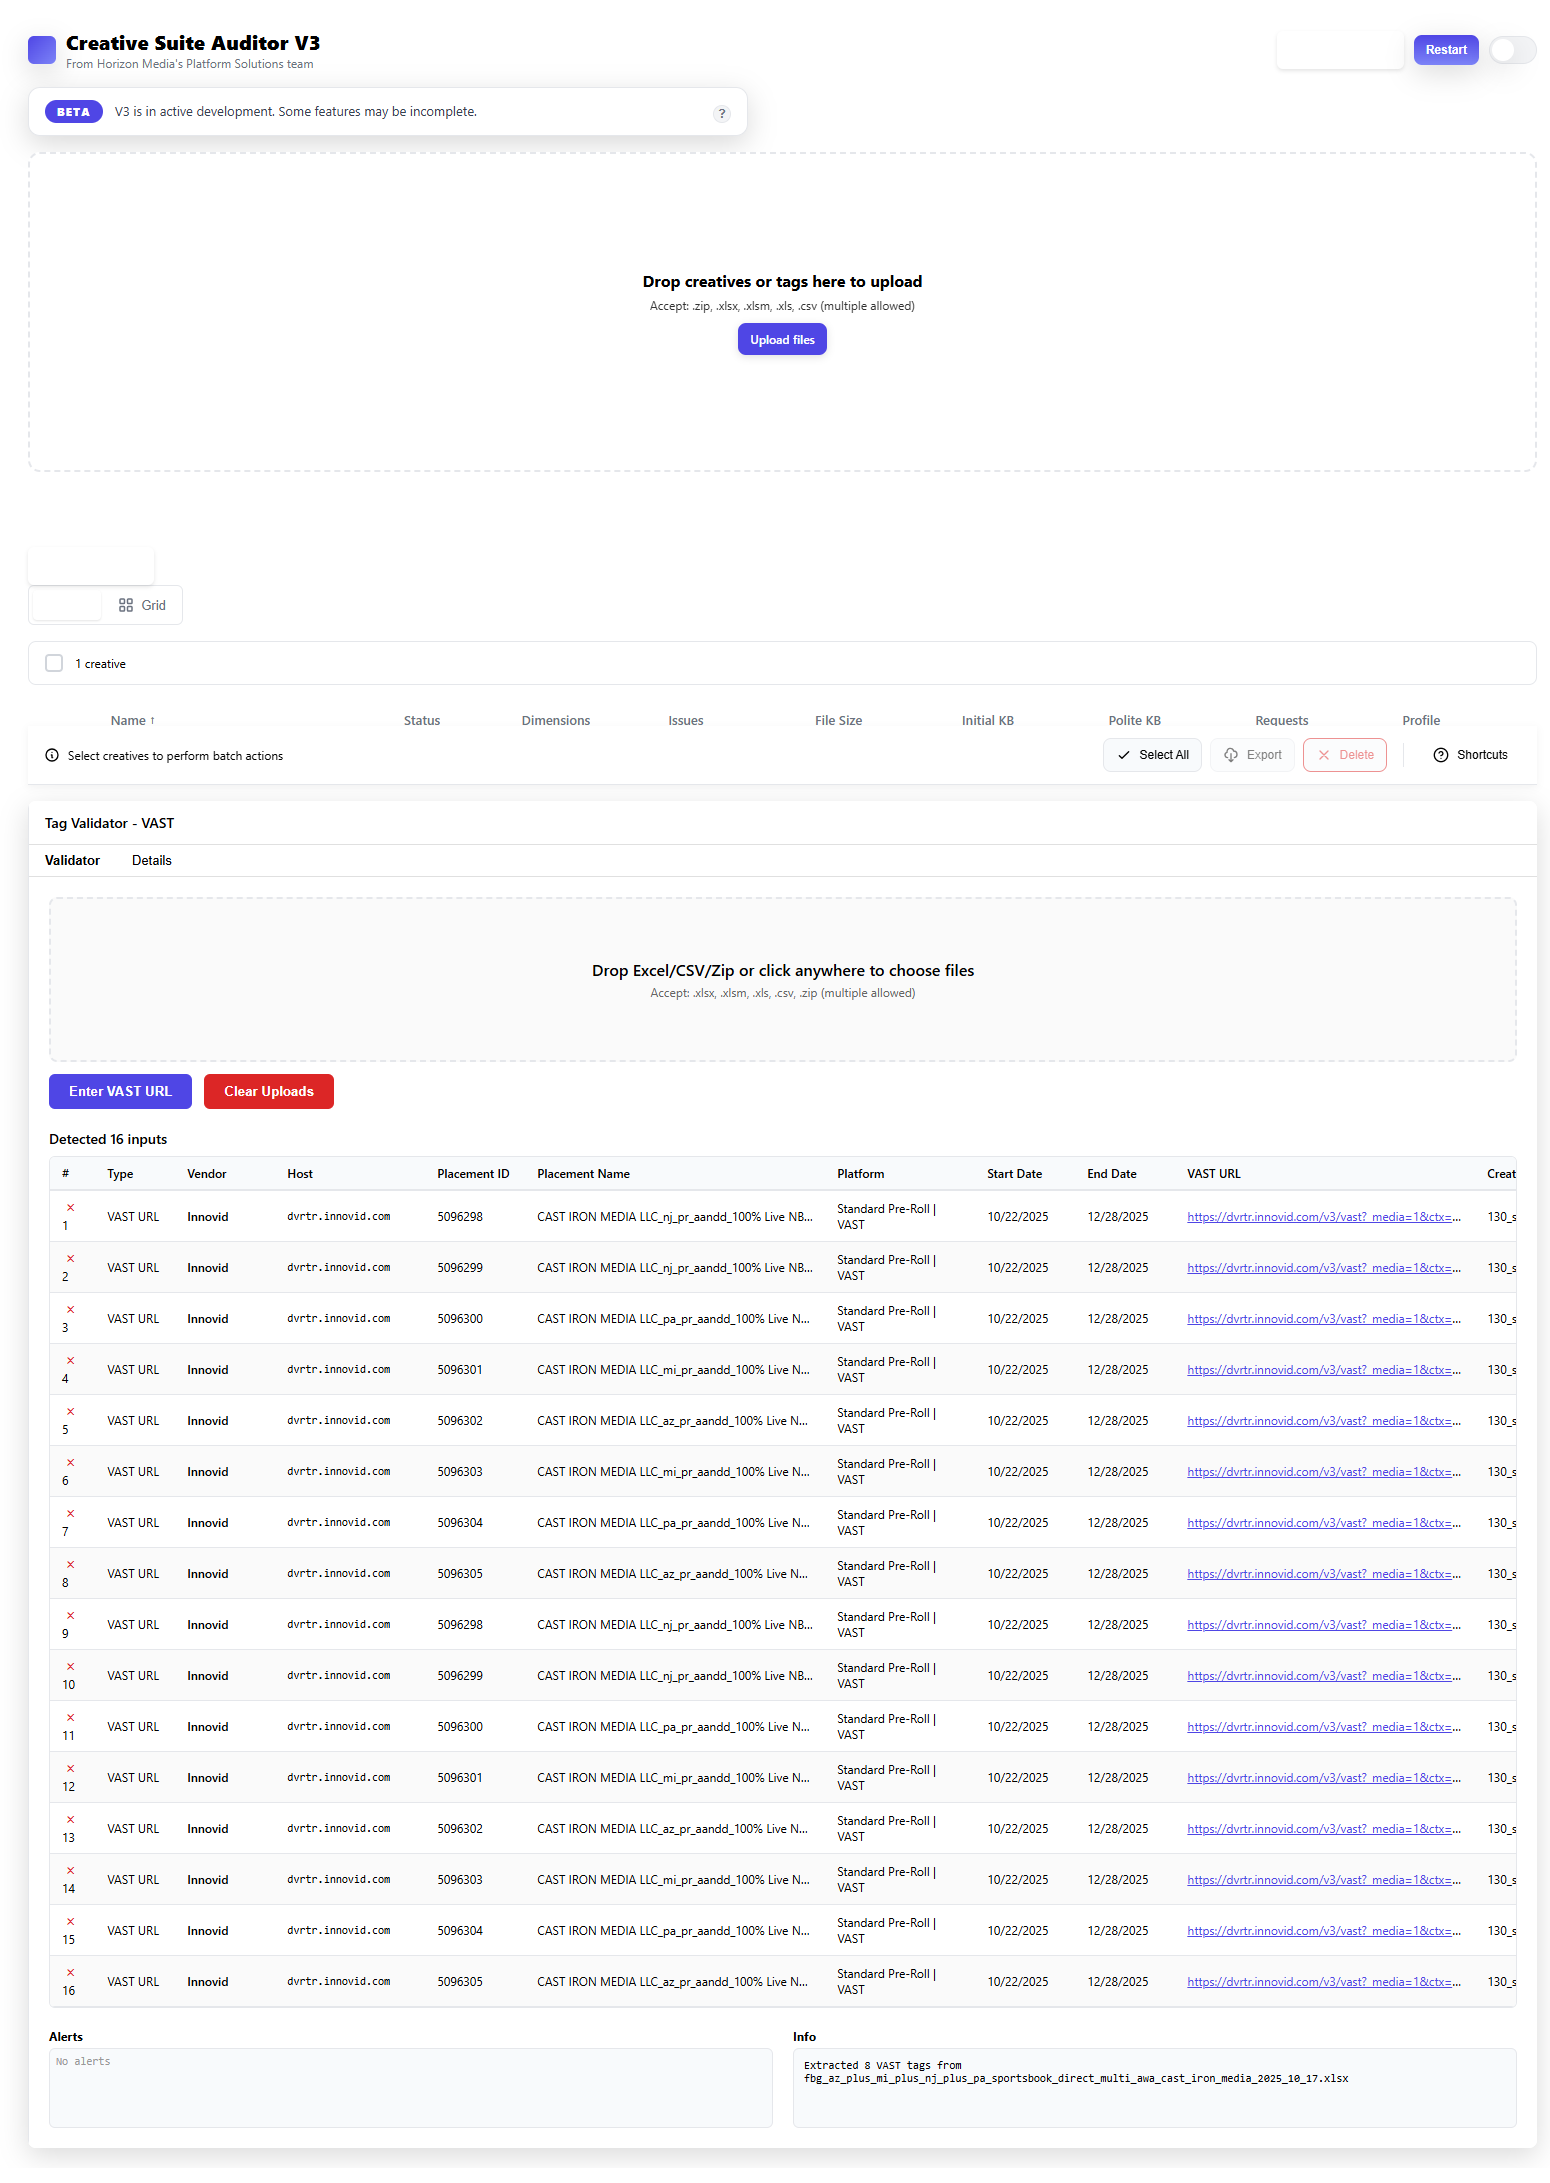 Creative Suite Auditor V3
From Horizon Media's Platform Solutions team
Restart
BETA V3 is in active development. Some features may be incomplete. ?
Drop creatives or tags here to upload
Accept: .zip, .xlsx, .xlsm, .xls, .csv (multiple allowed)
Upload files
Grid
1 creative
Name ↑ Status Dimensions Issues File Size Initial KB Polite KB Requests Profile
Select creatives to perform batch actions Select All Export Delete Shortcuts
Tag Validator - VAST
Validator Details
Drop Excel/CSV/Zip or click anywhere to choose files
Accept: .xlsx, .xlsm, .xls, .csv, .zip (multiple allowed)
Enter VAST URL Clear Uploads
Detected 16 inputs
# Type Vendor Host Placement ID Placement Name Platform Start Date End Date VAST URL Creat
× 1 VAST URL Innovid dvrtr.innovid.com 5096298 CAST IRON MEDIA LLC_nj_pr_aandd_100% Live NB... Standard Pre-Roll | VAST 10/22/2025 12/28/2025 https://dvrtr.innovid.com/v3/vast?_media=1&ctx=... 130_s
× 2 VAST URL Innovid dvrtr.innovid.com 5096299 CAST IRON MEDIA LLC_nj_pr_aandd_100% Live NB... Standard Pre-Roll | VAST 10/22/2025 12/28/2025 https://dvrtr.innovid.com/v3/vast?_media=1&ctx=... 130_s
× 3 VAST URL Innovid dvrtr.innovid.com 5096300 CAST IRON MEDIA LLC_pa_pr_aandd_100% Live N... Standard Pre-Roll | VAST 10/22/2025 12/28/2025 https://dvrtr.innovid.com/v3/vast?_media=1&ctx=... 130_s
× 4 VAST URL Innovid dvrtr.innovid.com 5096301 CAST IRON MEDIA LLC_mi_pr_aandd_100% Live N... Standard Pre-Roll | VAST 10/22/2025 12/28/2025 https://dvrtr.innovid.com/v3/vast?_media=1&ctx=... 130_s
× 5 VAST URL Innovid dvrtr.innovid.com 5096302 CAST IRON MEDIA LLC_az_pr_aandd_100% Live N... Standard Pre-Roll | VAST 10/22/2025 12/28/2025 https://dvrtr.innovid.com/v3/vast?_media=1&ctx=... 130_s
× 6 VAST URL Innovid dvrtr.innovid.com 5096303 CAST IRON MEDIA LLC_mi_pr_aandd_100% Live N... Standard Pre-Roll | VAST 10/22/2025 12/28/2025 https://dvrtr.innovid.com/v3/vast?_media=1&ctx=... 130_s
× 7 VAST URL Innovid dvrtr.innovid.com 5096304 CAST IRON MEDIA LLC_pa_pr_aandd_100% Live N... Standard Pre-Roll | VAST 10/22/2025 12/28/2025 https://dvrtr.innovid.com/v3/vast?_media=1&ctx=... 130_s
× 8 VAST URL Innovid dvrtr.innovid.com 5096305 CAST IRON MEDIA LLC_az_pr_aandd_100% Live N... Standard Pre-Roll | VAST 10/22/2025 12/28/2025 https://dvrtr.innovid.com/v3/vast?_media=1&ctx=... 130_s
× 9 VAST URL Innovid dvrtr.innovid.com 5096298 CAST IRON MEDIA LLC_nj_pr_aandd_100% Live NB... Standard Pre-Roll | VAST 10/22/2025 12/28/2025 https://dvrtr.innovid.com/v3/vast?_media=1&ctx=... 130_s
× 10 VAST URL Innovid dvrtr.innovid.com 5096299 CAST IRON MEDIA LLC_nj_pr_aandd_100% Live NB... Standard Pre-Roll | VAST 10/22/2025 12/28/2025 https://dvrtr.innovid.com/v3/vast?_media=1&ctx=... 130_s
× 11 VAST URL Innovid dvrtr.innovid.com 5096300 CAST IRON MEDIA LLC_pa_pr_aandd_100% Live N... Standard Pre-Roll | VAST 10/22/2025 12/28/2025 https://dvrtr.innovid.com/v3/vast?_media=1&ctx=... 130_s
× 12 VAST URL Innovid dvrtr.innovid.com 5096301 CAST IRON MEDIA LLC_mi_pr_aandd_100% Live N... Standard Pre-Roll | VAST 10/22/2025 12/28/2025 https://dvrtr.innovid.com/v3/vast?_media=1&ctx=... 130_s
× 13 VAST URL Innovid dvrtr.innovid.com 5096302 CAST IRON MEDIA LLC_az_pr_aandd_100% Live N... Standard Pre-Roll | VAST 10/22/2025 12/28/2025 https://dvrtr.innovid.com/v3/vast?_media=1&ctx=... 130_s
× 14 VAST URL Innovid dvrtr.innovid.com 5096303 CAST IRON MEDIA LLC_mi_pr_aandd_100% Live N... Standard Pre-Roll | VAST 10/22/2025 12/28/2025 https://dvrtr.innovid.com/v3/vast?_media=1&ctx=... 130_s
× 15 VAST URL Innovid dvrtr.innovid.com 5096304 CAST IRON MEDIA LLC_pa_pr_aandd_100% Live N... Standard Pre-Roll | VAST 10/22/2025 12/28/2025 https://dvrtr.innovid.com/v3/vast?_media=1&ctx=... 130_s
× 16 VAST URL Innovid dvrtr.innovid.com 5096305 CAST IRON MEDIA LLC_az_pr_aandd_100% Live N... Standard Pre-Roll | VAST 10/22/2025 12/28/2025 https://dvrtr.innovid.com/v3/vast?_media=1&ctx=... 130_s
Alerts
No alerts
Info
Extracted 8 VAST tags from
fbg_az_plus_mi_plus_nj_plus_pa_sportsbook_direct_multi_awa_cast_iron_media_2025_10_17.xlsx